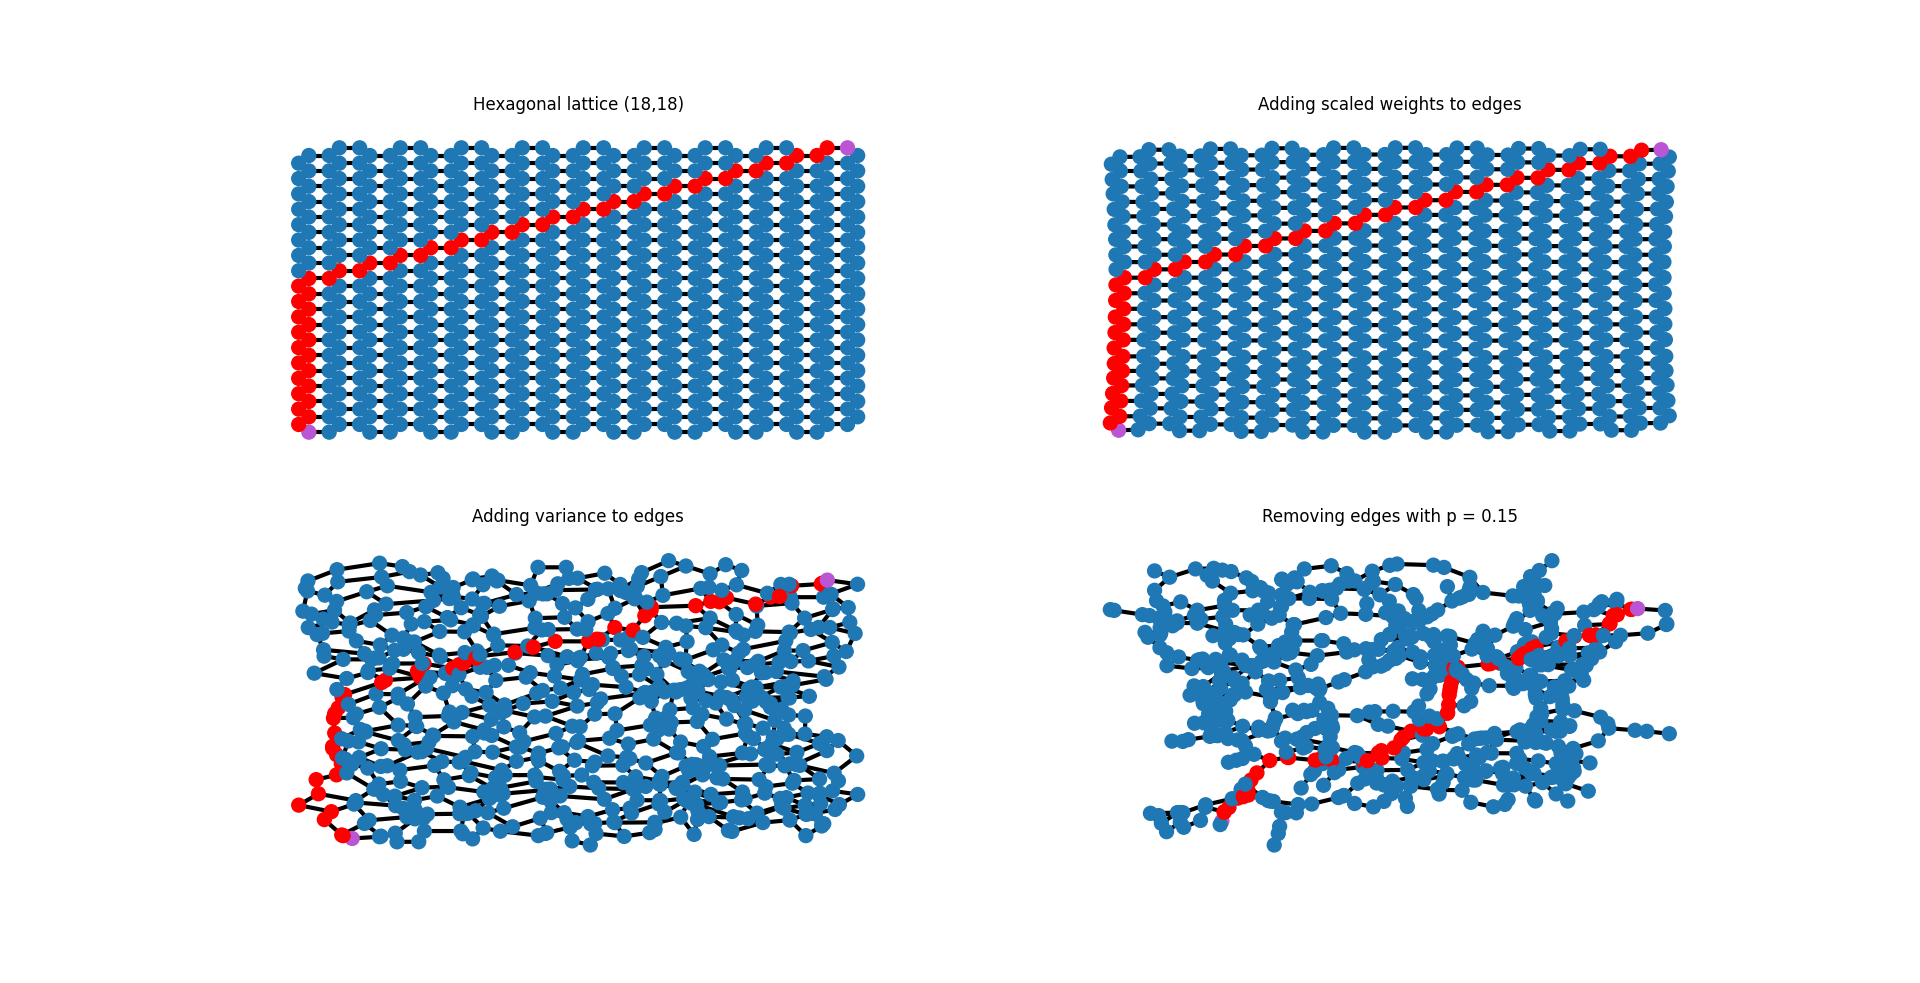 Hexagonal lattice (18,18)
Adding scaled weights to edges
Adding variance to edges
Removing edges with p = 0.15